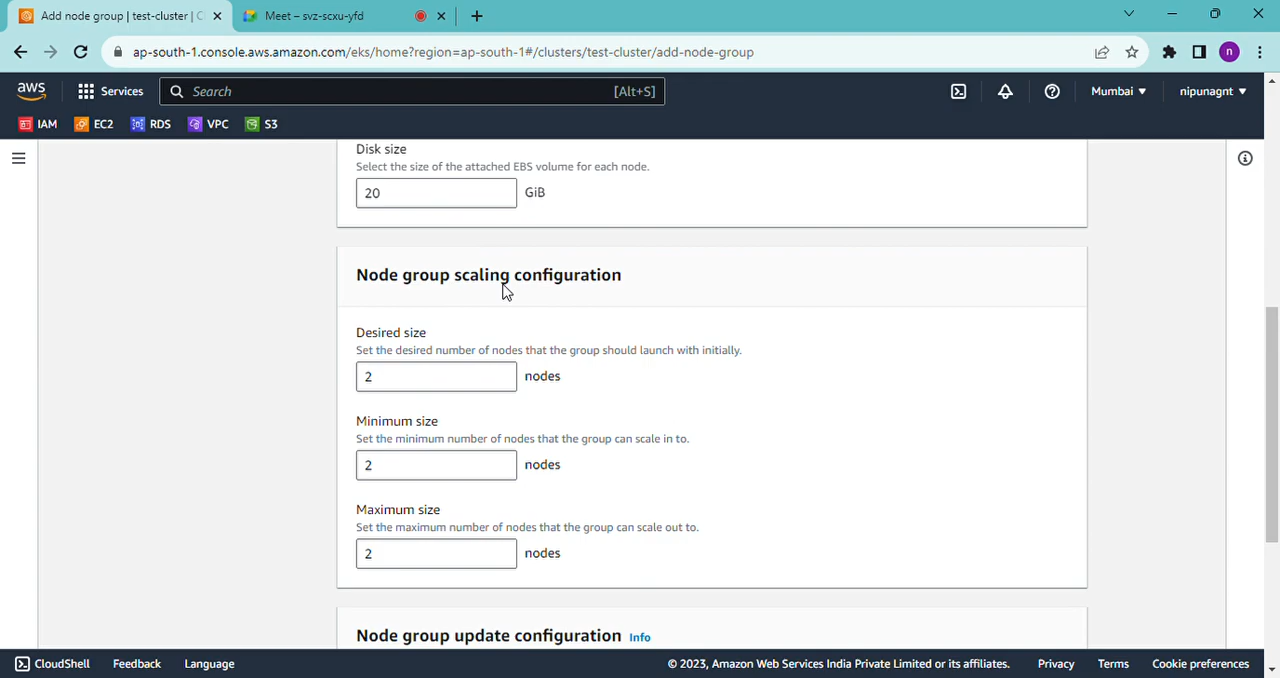 Add node group | test-cluster | C
Meet – svz-scxu-yfd
ap-south-1.console.aws.amazon.com/eks/home?region=ap-south-1#/clusters/test-cluster/add-node-group
n
aws
Services
Search
[Alt+S]
Mumbai
nipunagnt
IAM
EC2
RDS
VPC
S3
Disk size
Select the size of the attached EBS volume for each node.
20
GiB
Node group scaling configuration
Desired size
Set the desired number of nodes that the group should launch with initially.
2
nodes
Minimum size
Set the minimum number of nodes that the group can scale in to.
2
nodes
Maximum size
Set the maximum number of nodes that the group can scale out to.
2
nodes
Node group update configuration Info
CloudShell
Feedback
Language
© 2023, Amazon Web Services India Private Limited or its affiliates.
Privacy
Terms
Cookie preferences